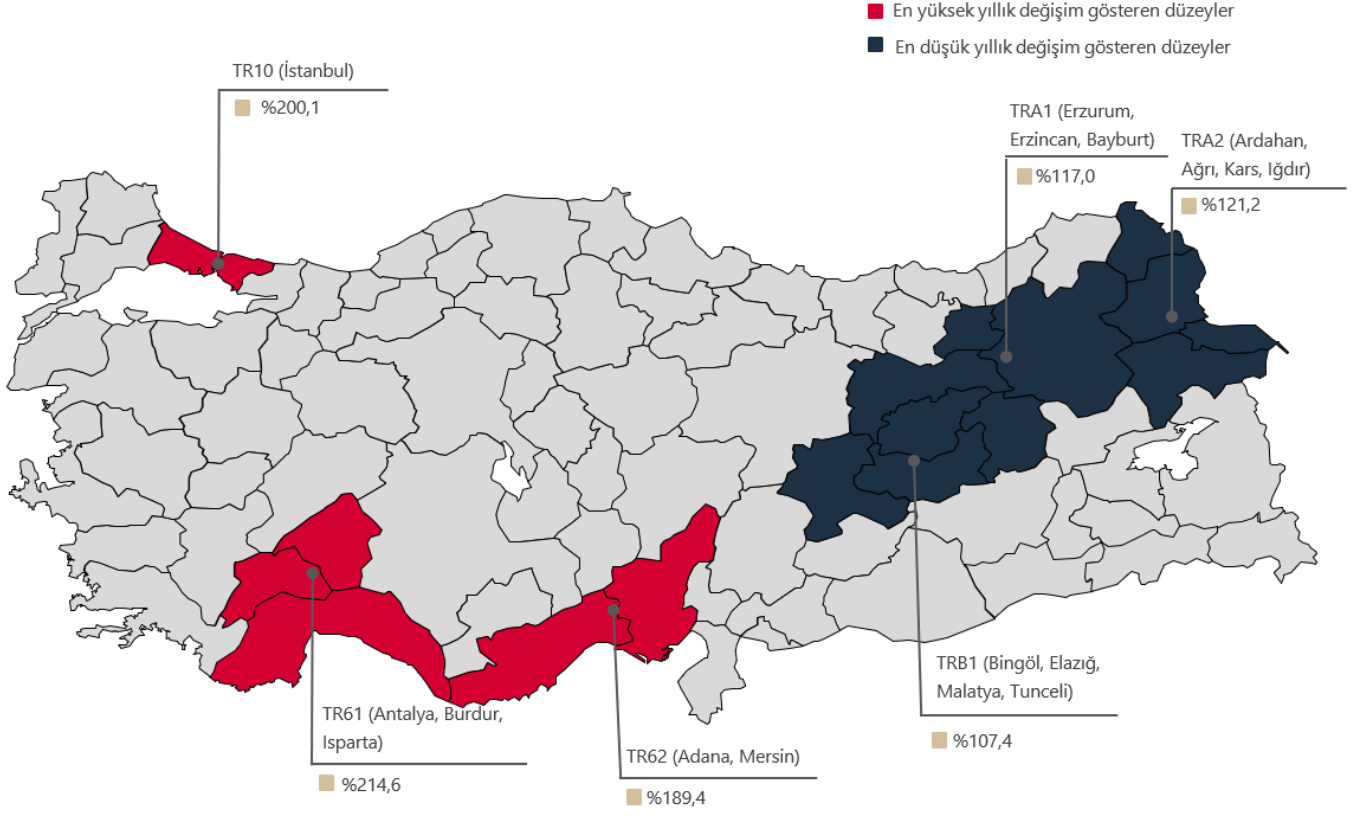 En yüksek yıllık değişim gösteren düzeyler
En düşük yıllık değişim gösteren düzeyler
TR10 (İstanbul)
%200,1
TRA1 (Erzurum,
Erzincan, Bayburt)
%117,0
TRA2 (Ardahan,
Ağrı, Kars, Iğdır)
%121,2
TR61 (Antalya, Burdur,
Isparta)
%214,6
TR62 (Adana, Mersin)
%189,4
TRB1 (Bingöl, Elazığ,
Malatya, Tunceli)
%107,4